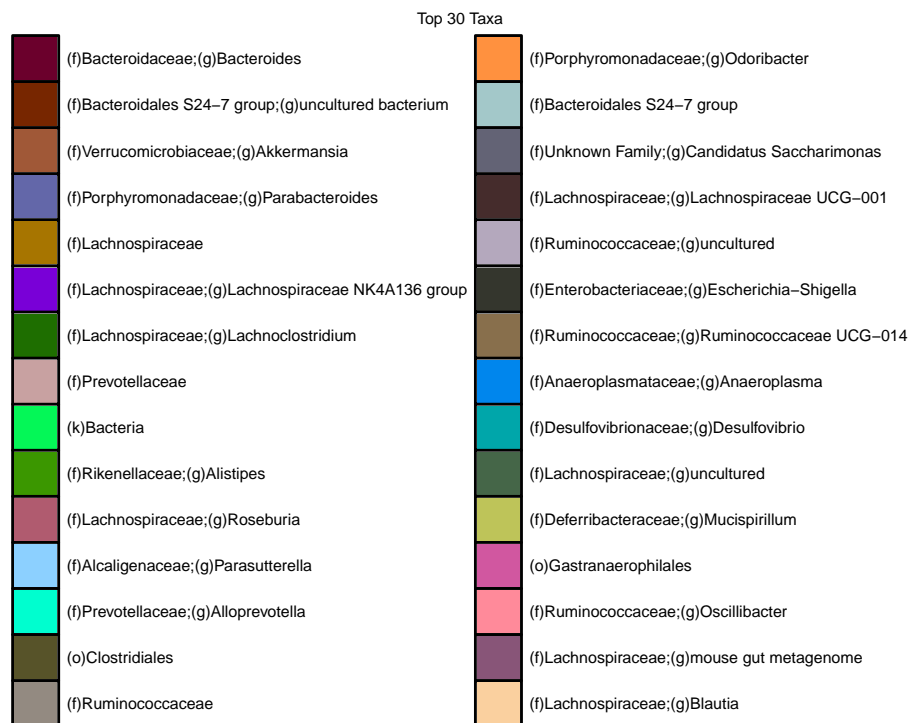 Top 30 Taxa
(f)Bacteroidaceae;(g)Bacteroides
(f)Bacteroidales S24−7 group;(g)uncultured bacterium
(f)Verrucomicrobiaceae;(g)Akkermansia
(f)Porphyromonadaceae;(g)Parabacteroides
(f)Lachnospiraceae
(f)Lachnospiraceae;(g)Lachnospiraceae NK4A136 group
(f)Lachnospiraceae;(g)Lachnoclostridium
(f)Prevotellaceae
(k)Bacteria
(f)Rikenellaceae;(g)Alistipes
(f)Lachnospiraceae;(g)Roseburia
(f)Alcaligenaceae;(g)Parasutterella
(f)Prevotellaceae;(g)Alloprevotella
(o)Clostridiales
(f)Ruminococcaceae
(f)Porphyromonadaceae;(g)Odoribacter
(f)Bacteroidales S24−7 group
(f)Unknown Family;(g)Candidatus Saccharimonas
(f)Lachnospiraceae;(g)Lachnospiraceae UCG−001
(f)Ruminococcaceae;(g)uncultured
(f)Enterobacteriaceae;(g)Escherichia−Shigella
(f)Ruminococcaceae;(g)Ruminococcaceae UCG−014
(f)Anaeroplasmataceae;(g)Anaeroplasma
(f)Desulfovibrionaceae;(g)Desulfovibrio
(f)Lachnospiraceae;(g)uncultured
(f)Deferribacteraceae;(g)Mucispirillum
(o)Gastranaerophilales
(f)Ruminococcaceae;(g)Oscillibacter
(f)Lachnospiraceae;(g)mouse gut metagenome
(f)Lachnospiraceae;(g)Blautia